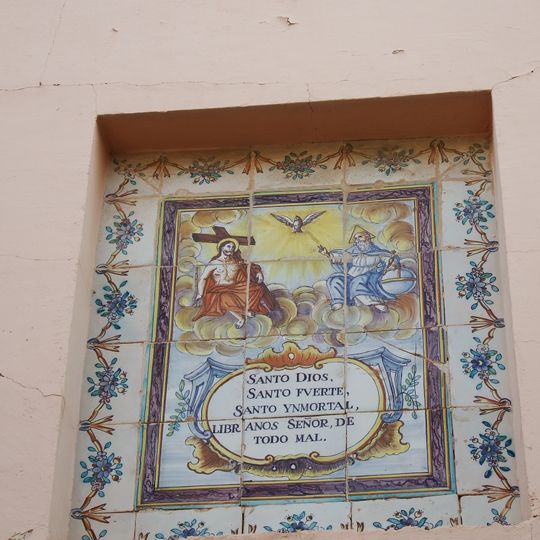 SANTO DIOS,
SANTO FVERTE,
SANTO YNMORTAL,
LIBRANOS SEÑOR, DE
TODO MAL.